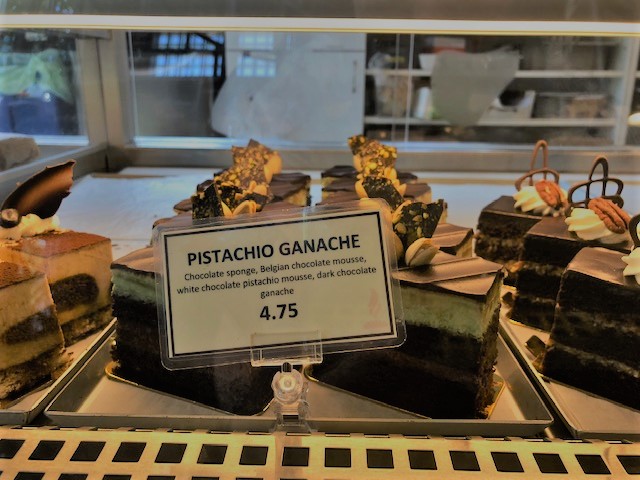 PISTACHIO GANACHE
Chocolate sponge, Belgian chocolate mousse,
white chocolate pistachio mousse, dark chocolate
ganache
4.75